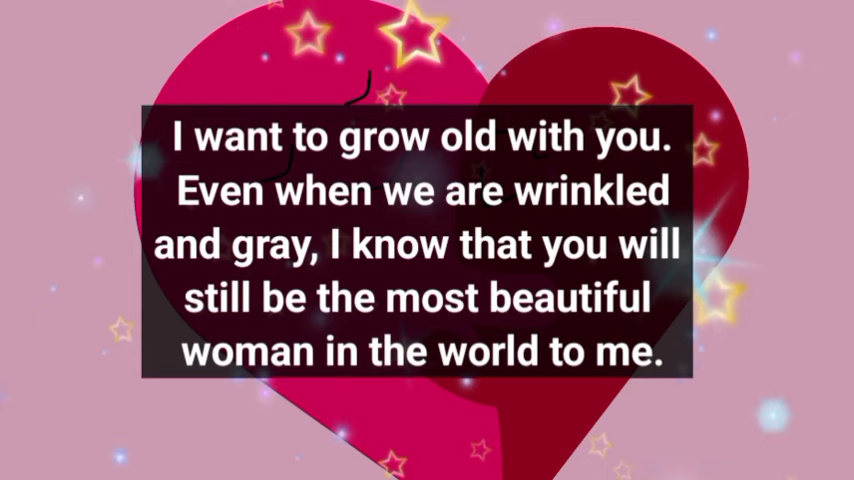 I want to grow old with you.
Even when we are wrinkled
and gray, I know that you will
still be the most beautiful
woman in the world to me.